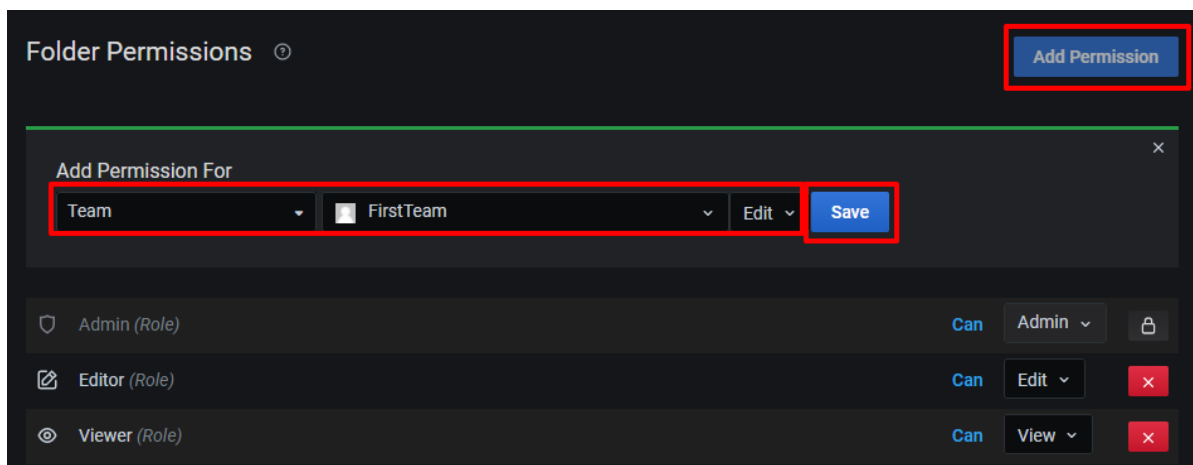 Folder Permissions
Add Permission
Add Permission For
Team FirstTeam Edit Save
Admin (Role) Can Admin
Editor (Role) Can Edit
Viewer (Role) Can View